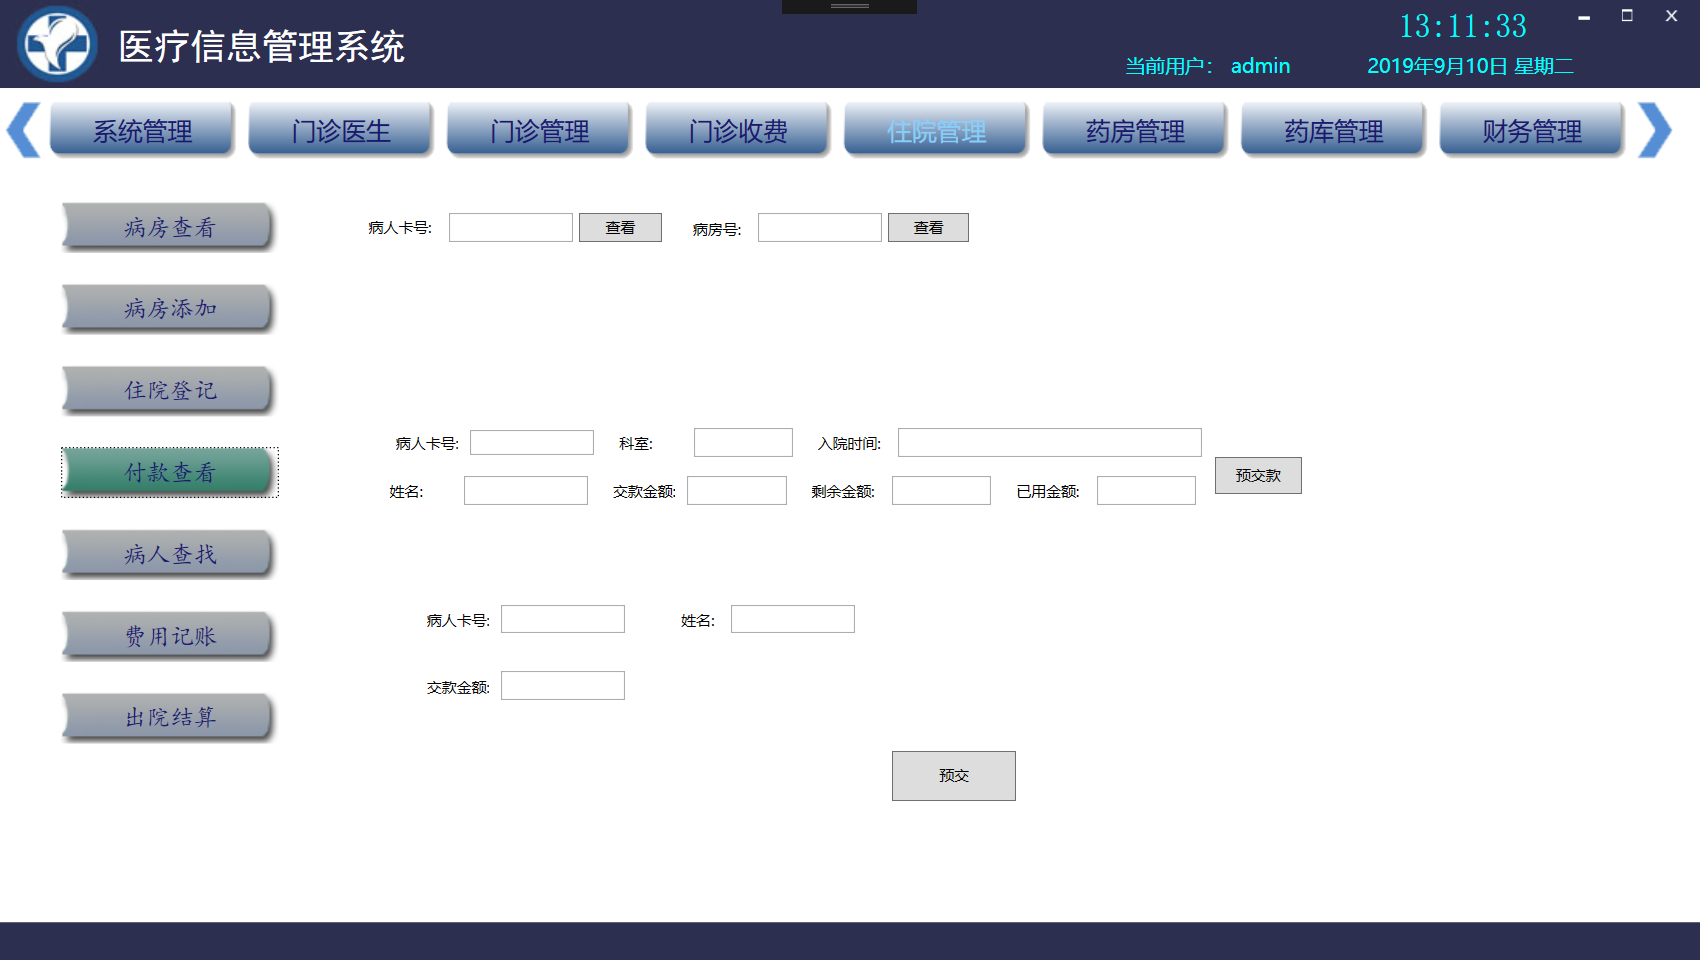 医疗信息管理系统
13:11:33
当前用户： admin
2019年9月10日 星期二
系统管理 门诊医生 门诊管理 门诊收费 住院管理 药房管理 药库管理 财务管理
病房查看
病房添加
住院登记
付款查看
病人查找
费用记账
出院结算
病人卡号: 查看 病房号: 查看
病人卡号: 科室: 入院时间:
姓名: 交款金额: 剩余金额: 已用金额: 预交款
病人卡号: 姓名:
交款金额:
预交